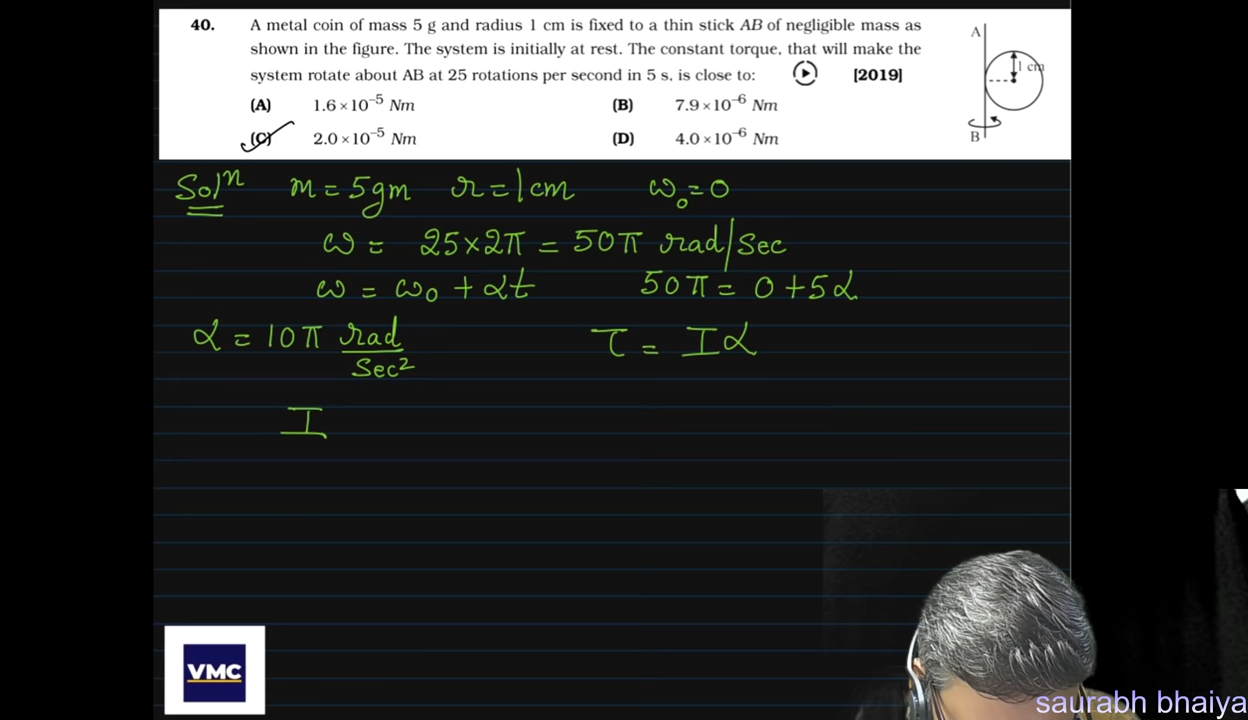 40. A metal coin of mass 5 g and radius 1 cm is fixed to a thin stick AB of negligible mass as
shown in the figure. The system is initially at rest. The constant torque, that will make the
system rotate about AB at 25 rotations per second in 5 s, is close to: [2019]
(A) 1.6 × 10⁻⁵ Nm (B) 7.9 × 10⁻⁶ Nm
(C) 2.0 × 10⁻⁵ Nm (D) 4.0 × 10⁻⁶ Nm
A
1 cm
B
Solⁿ m = 5gm r = 1cm ω₀ = 0
ω = 25×2π = 50π rad/Sec
ω = ω₀ + αt 50π = 0 + 5α
α = 10π rad/Sec² τ = Iα
I
VMC
saurabh bhaiya